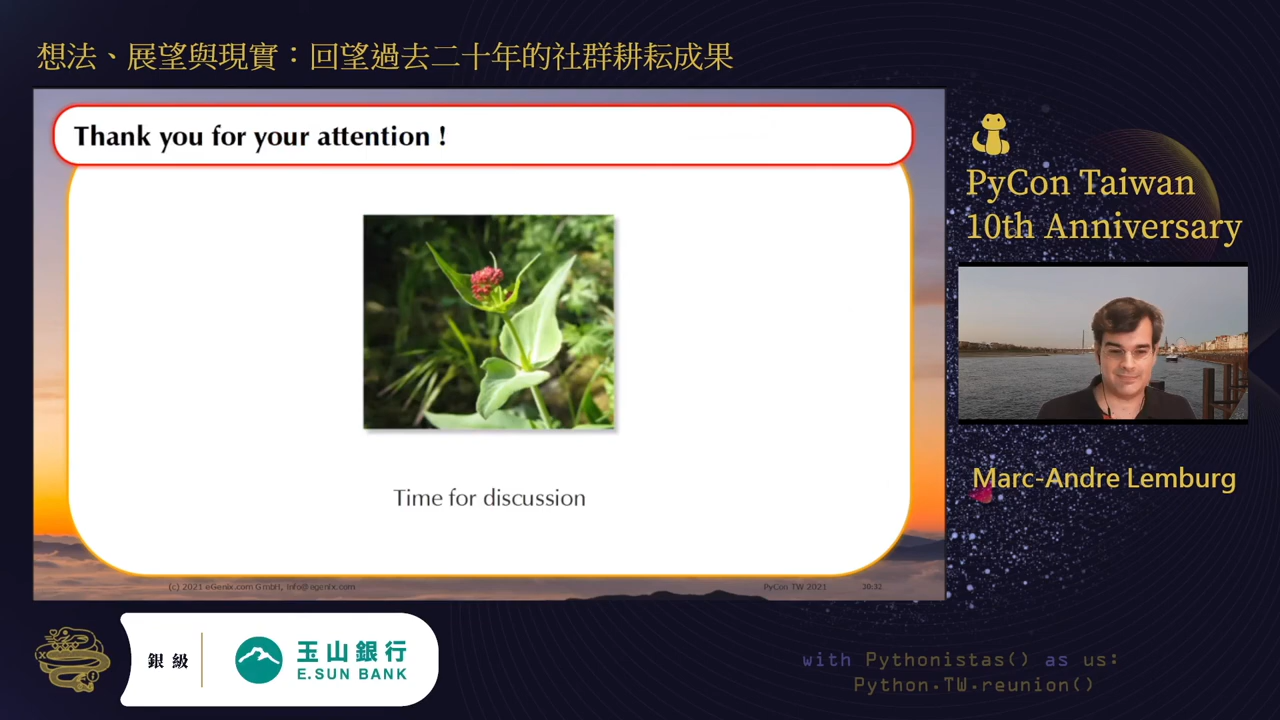 想法、展望與現實：回望過去二十年的社群耕耘成果
Thank you for your attention !
Time for discussion
(c) 2021 eGenix.com GmbH, info@egenix.com
PyCon TW 2021
30:32
PyCon Taiwan
10th Anniversary
Marc-Andre Lemburg
銀級
玉山銀行
E.SUN BANK
with Pythonistas() as us:
Python.TW.reunion()